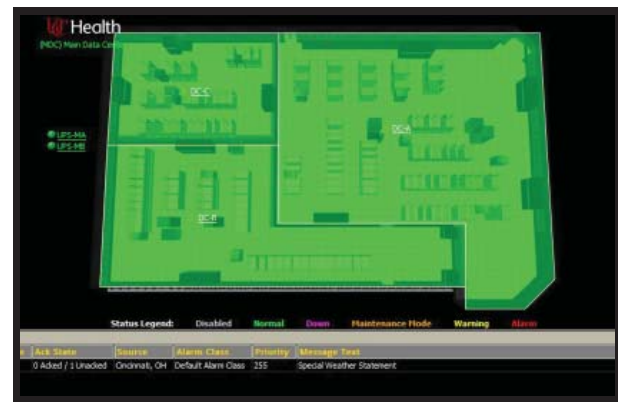 UC Health
(MDC) Main Data Ce
DC-C
DC-A
UPS-MA
UPS-MB
DC-B
Status Legend: Disabled Normal Down Maintenance Mode Warning Alarm
Ack State Source Alarm Class Priority Message Text
0 Acked / 1 Unacked Cincinnati, OH Default Alarm Class 255 Special Weather Statement